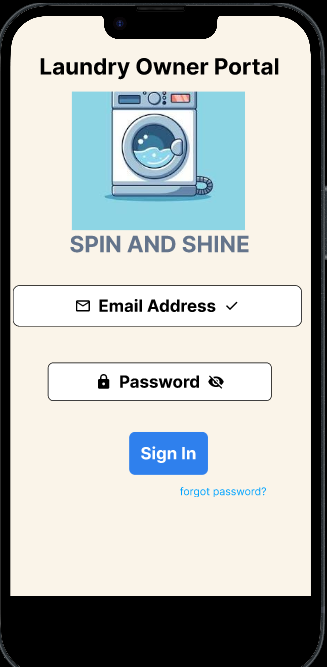 Laundry Owner Portal
SPIN AND SHINE
Email Address
Password
Sign In
forgot password?